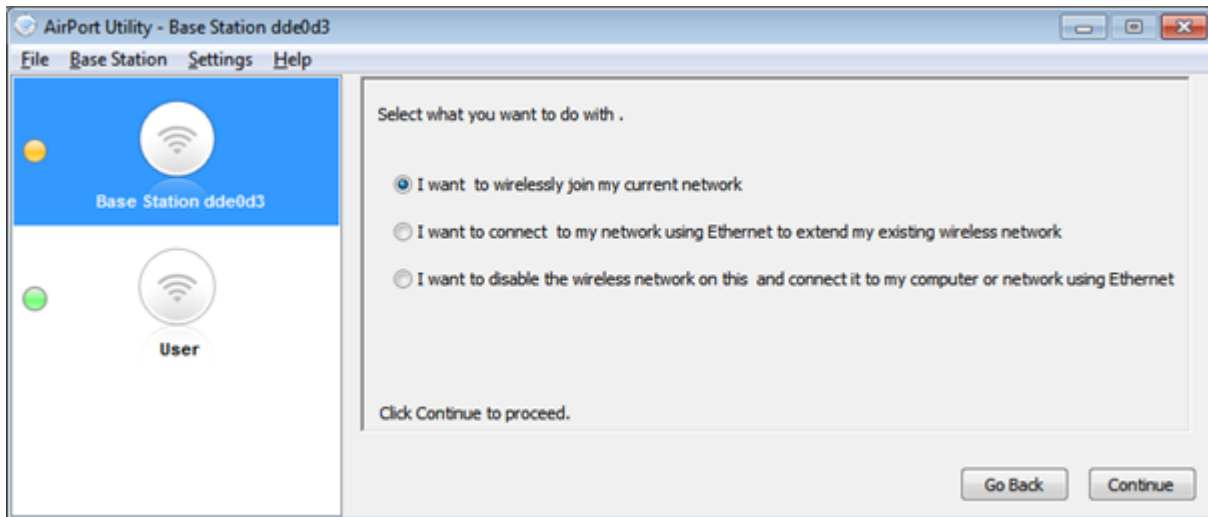 AirPort Utility - Base Station dde0d3
File Base Station Settings Help
Base Station dde0d3
User
Select what you want to do with .
I want  to wirelessly join my current network
I want to connect  to my network using Ethernet to extend my existing wireless network
I want to disable the wireless network on this  and connect it to my computer or network using Ethernet
Click Continue to proceed.
Go Back Continue